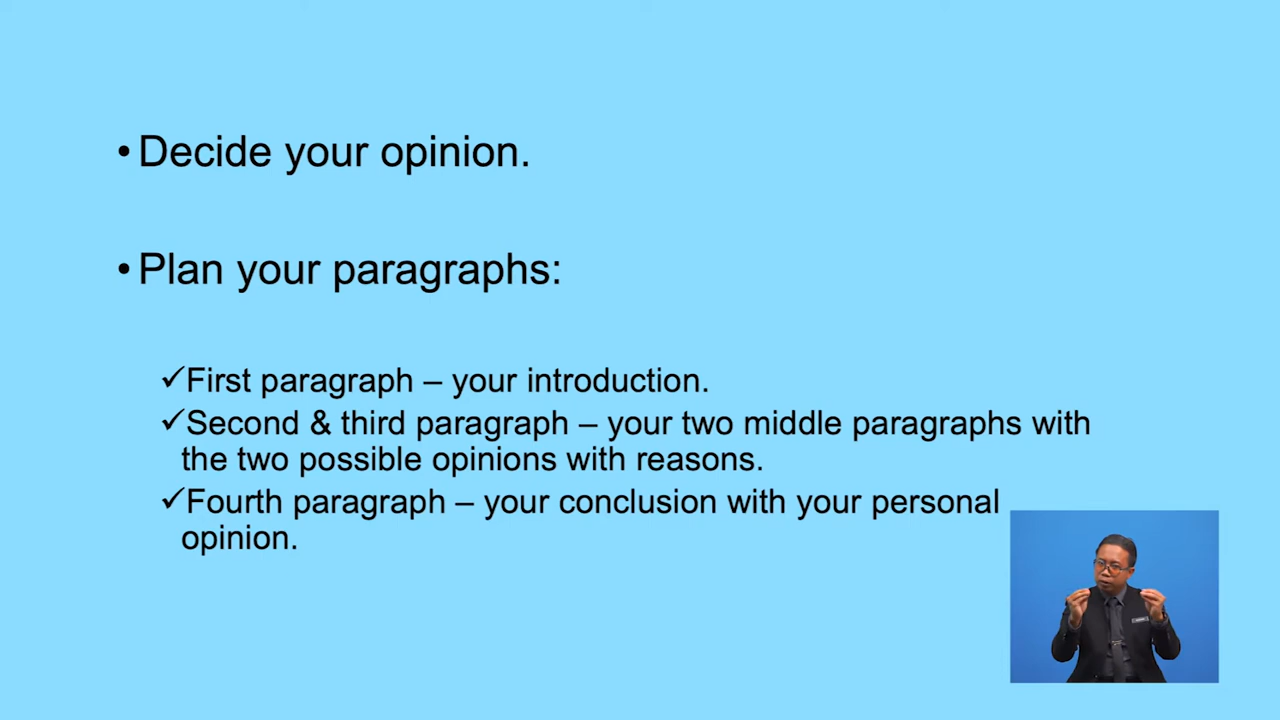 •Decide your opinion.
•Plan your paragraphs:
✓First paragraph – your introduction.
✓Second & third paragraph – your two middle paragraphs with
the two possible opinions with reasons.
✓Fourth paragraph – your conclusion with your personal
opinion.